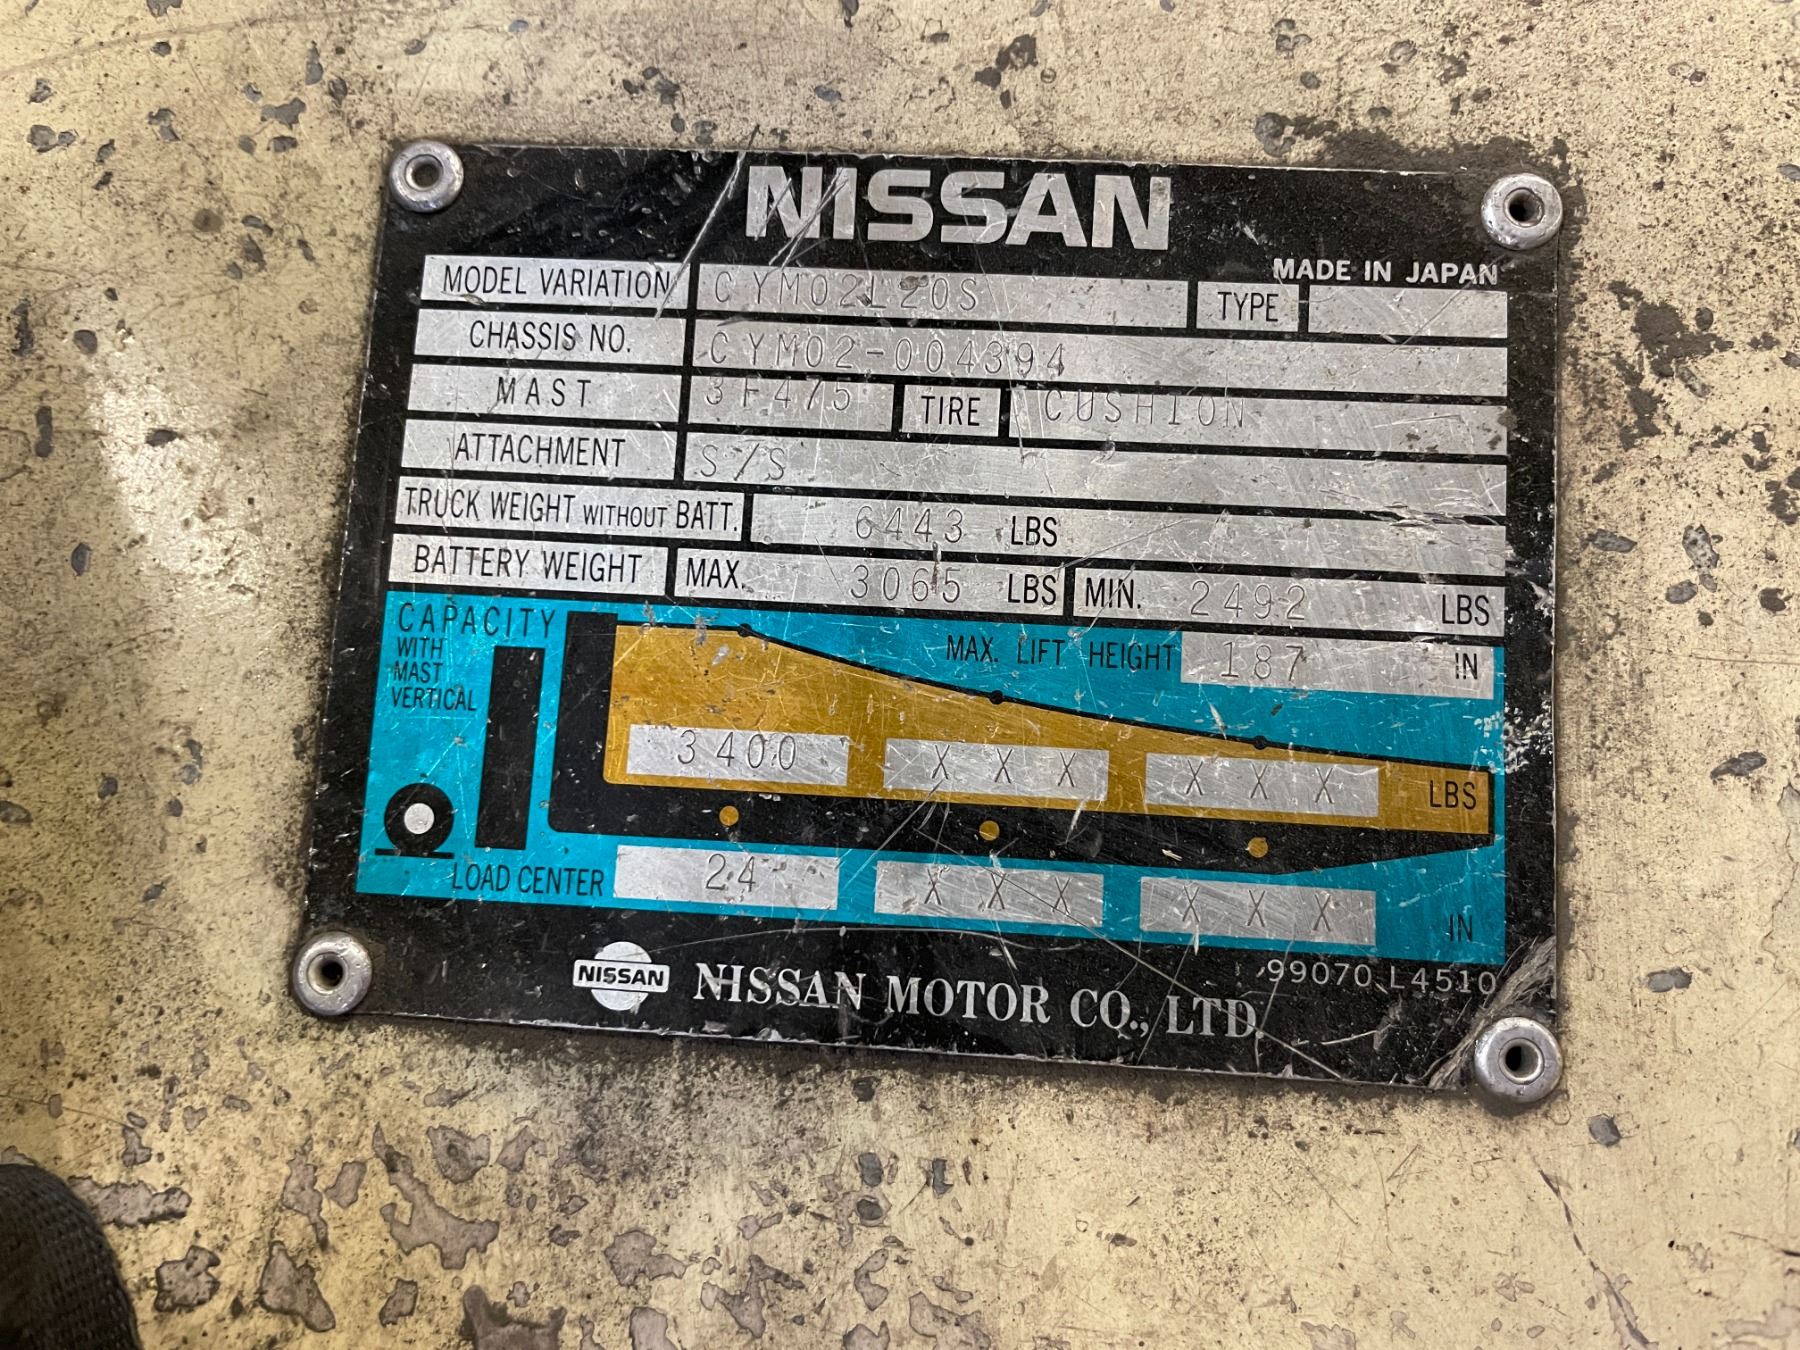 NISSAN
MADE IN JAPAN
MODEL VARIATION CYM02L20S TYPE
CHASSIS NO. CYM02-004394
MAST 3F475 TIRE CUSHION
ATTACHMENT S/S
TRUCK WEIGHT WITHOUT BATT. 6443 LBS
BATTERY WEIGHT MAX. 3065 LBS MIN. 2492 LBS
CAPACITY
WITH
MAST
VERTICAL
MAX. LIFT HEIGHT 187 IN
3400 X X X X X X LBS
LOAD CENTER 24 X X X X X X IN
99070 L4510
NISSAN NISSAN MOTOR CO., LTD.